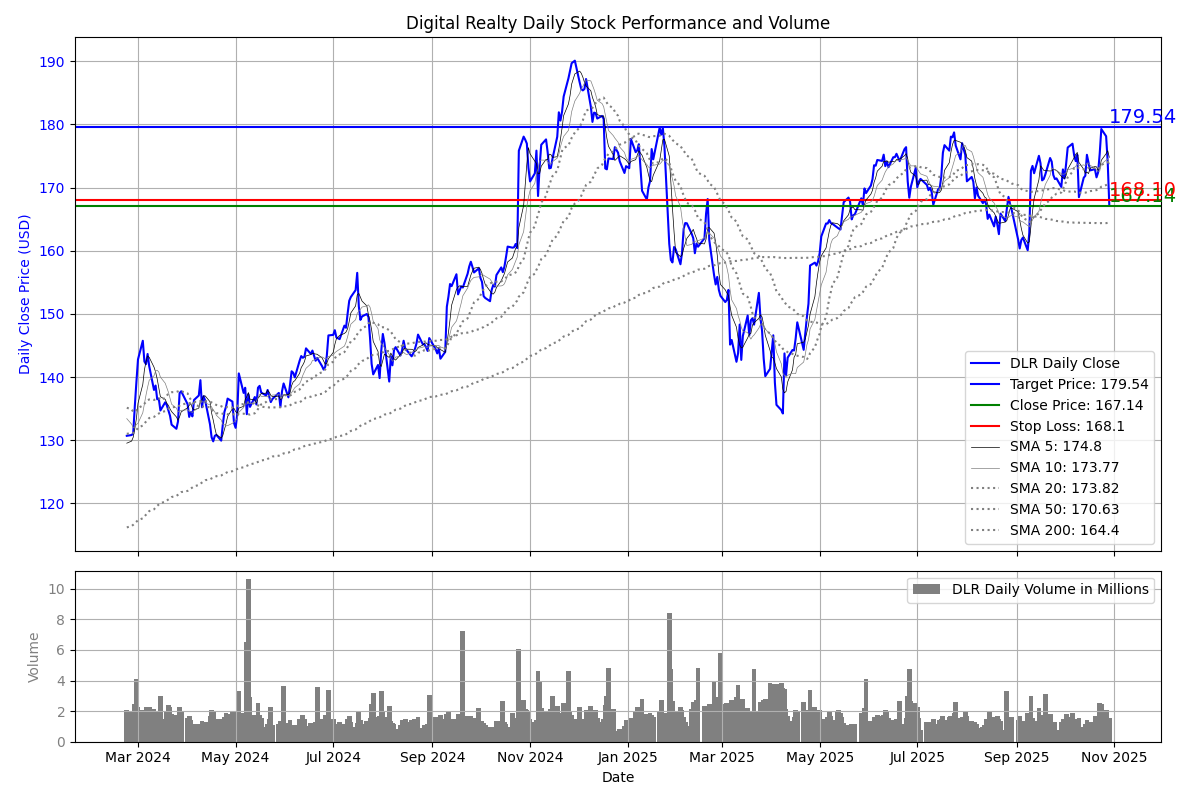 Digital Realty Daily Stock Performance and Volume
Daily Close Price (USD)
190
180
170
160
150
140
130
120
179.54
168.10
167.14
DLR Daily Close
Target Price: 179.54
Close Price: 167.14
Stop Loss: 168.1
SMA 5: 174.8
SMA 10: 173.77
SMA 20: 173.82
SMA 50: 170.63
SMA 200: 164.4
Volume
10
8
6
4
2
0
DLR Daily Volume in Millions
Mar 2024 May 2024 Jul 2024 Sep 2024 Nov 2024 Jan 2025 Mar 2025 May 2025 Jul 2025 Sep 2025 Nov 2025
Date